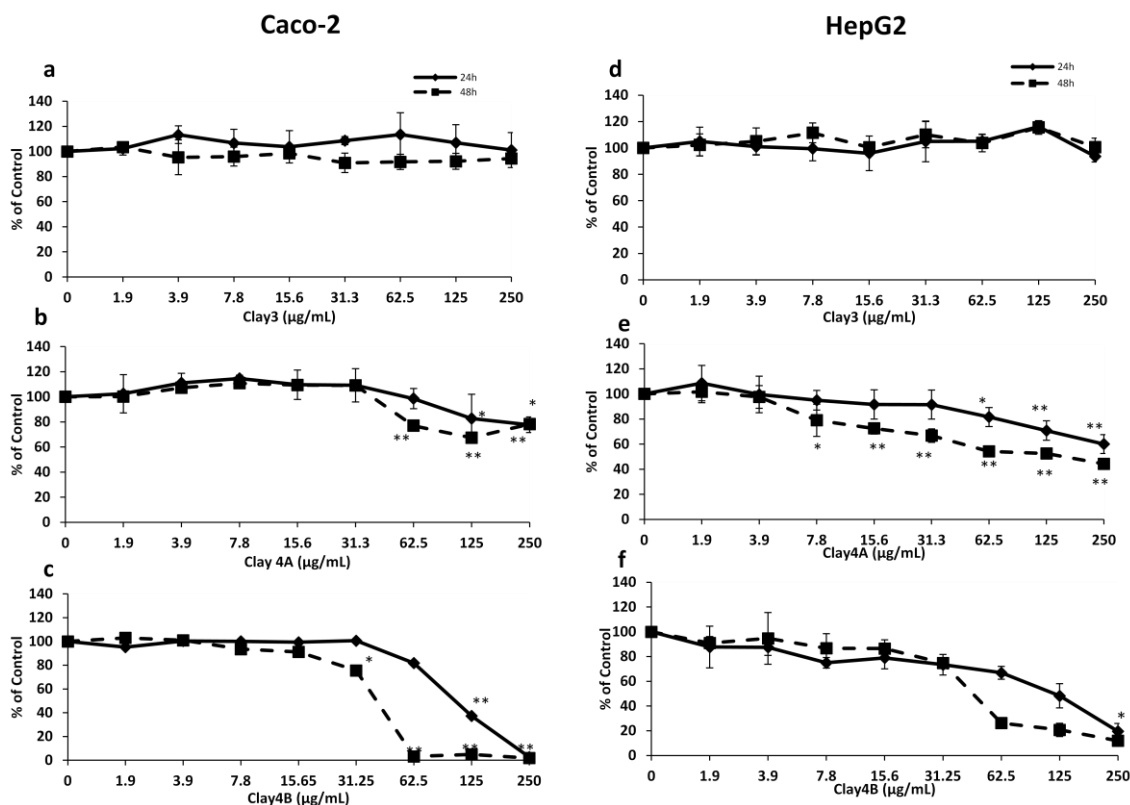 Caco-2
HepG2
a
24h
48h
140
120
100
80
60
40
20
0
% of Control
0 1.9 3.9 7.8 15.6 31.3 62.5 125 250
Clay3 (μg/mL)
d
24h
48h
140
120
100
80
60
40
20
0
% of Control
0 1.9 3.9 7.8 15.6 31.3 62.5 125 250
Clay3 (μg/mL)
b
140
120
100
80
60
40
20
0
% of Control
* *
** ** **
0 1.9 3.9 7.8 15.6 31.3 62.5 125 250
Clay 4A (μg/mL)
e
140
120
100
80
60
40
20
0
% of Control
* ** **
* ** ** ** ** **
0 1.9 3.9 7.8 15.6 31.3 62.5 125 250
Clay4A (μg/mL)
c
140
120
100
80
60
40
20
0
% of Control
* **
** ** **
0 1.9 3.9 7.8 15.65 31.25 62.5 125 250
Clay4B (μg/mL)
f
140
120
100
80
60
40
20
0
% of Control
*
0 1.9 3.9 7.8 15.6 31.25 62.5 125 250
Clay4B (μg/mL)